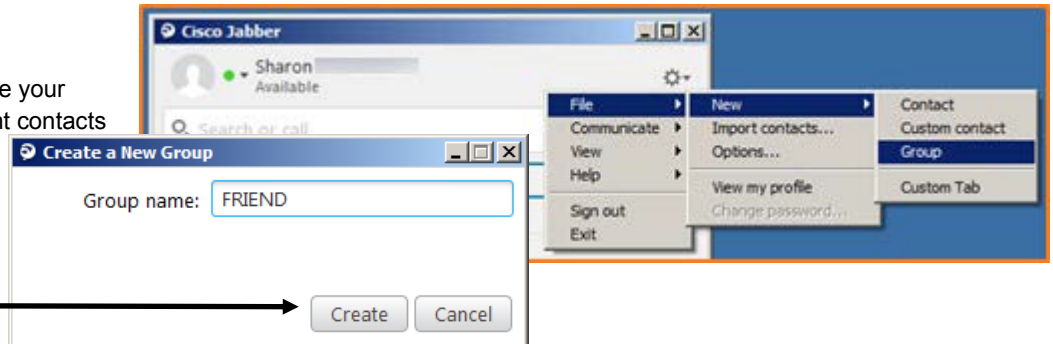 Cisco Jabber
Sharon
Available
Search or call
File
Communicate
View
Help
Sign out
Exit
New
Import contacts...
Options...
View my profile
Change password...
Contact
Custom contact
Group
Custom Tab
e your
t contacts
Create a New Group
Group name: FRIEND
Create Cancel